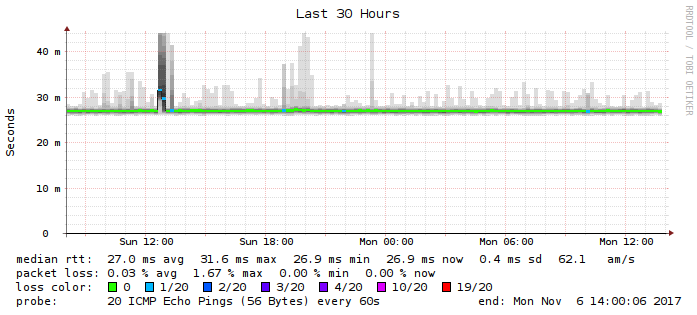 Last 30 Hours
RRDTOOL / TOBI OETIKER
Seconds
40 m
30 m
20 m
10 m
0
Sun 12:00 Sun 18:00 Mon 00:00 Mon 06:00 Mon 12:00
median rtt: 27.0 ms avg 31.6 ms max 26.9 ms min 26.9 ms now 0.4 ms sd 62.1 am/s
packet loss: 0.03 % avg 1.67 % max 0.00 % min 0.00 % now
loss color: 0 1/20 2/20 3/20 4/20 10/20 19/20
probe: 20 ICMP Echo Pings (56 Bytes) every 60s end: Mon Nov 6 14:00:06 2017